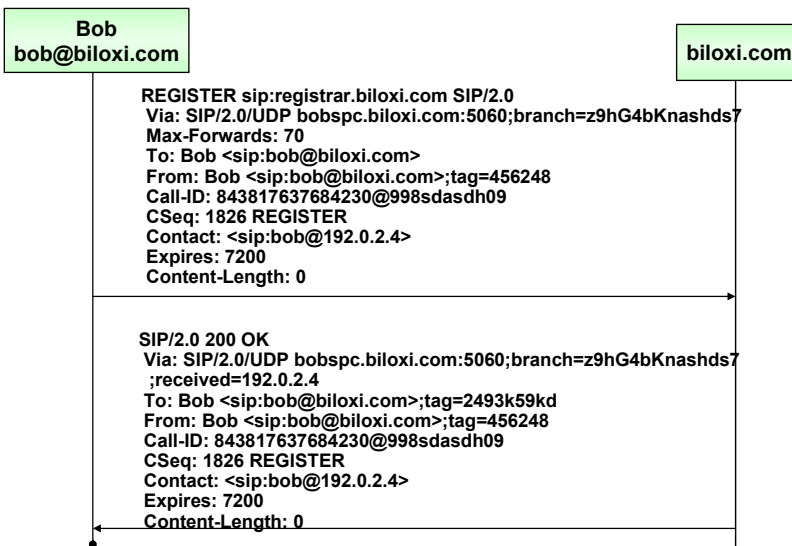 Bob
bob@biloxi.com
biloxi.com
REGISTER sip:registrar.biloxi.com SIP/2.0
Via: SIP/2.0/UDP bobspc.biloxi.com:5060;branch=z9hG4bKnashds7
Max-Forwards: 70
To: Bob <sip:bob@biloxi.com>
From: Bob <sip:bob@biloxi.com>;tag=456248
Call-ID: 843817637684230@998sdasdh09
CSeq: 1826 REGISTER
Contact: <sip:bob@192.0.2.4>
Expires: 7200
Content-Length: 0
SIP/2.0 200 OK
Via: SIP/2.0/UDP bobspc.biloxi.com:5060;branch=z9hG4bKnashds7
;received=192.0.2.4
To: Bob <sip:bob@biloxi.com>;tag=2493k59kd
From: Bob <sip:bob@biloxi.com>;tag=456248
Call-ID: 843817637684230@998sdasdh09
CSeq: 1826 REGISTER
Contact: <sip:bob@192.0.2.4>
Expires: 7200
Content-Length: 0